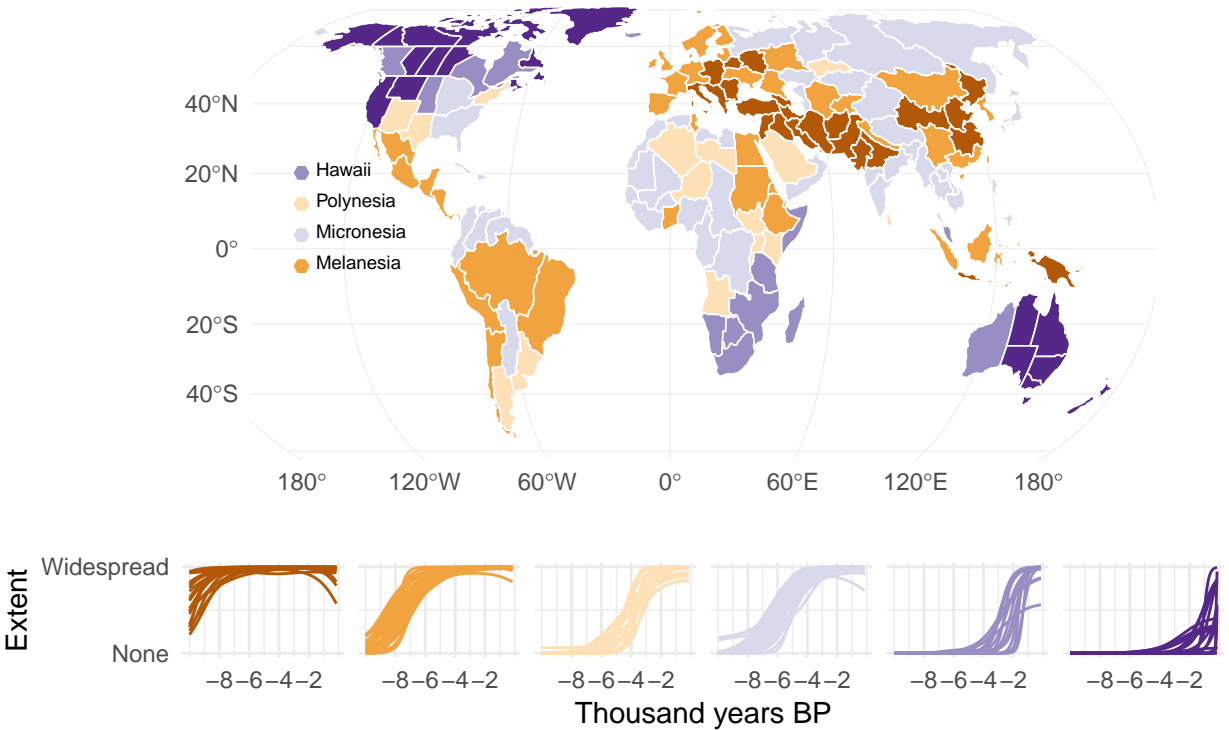 40°N
20°N
0°
20°S
40°S
Hawaii
Polynesia
Micronesia
Melanesia
180° 120°W 60°W 0° 60°E 120°E 180°
Extent
Widespread
None
−8−6−4−2 −8−6−4−2 −8−6−4−2 −8−6−4−2 −8−6−4−2 −8−6−4−2
Thousand years BP